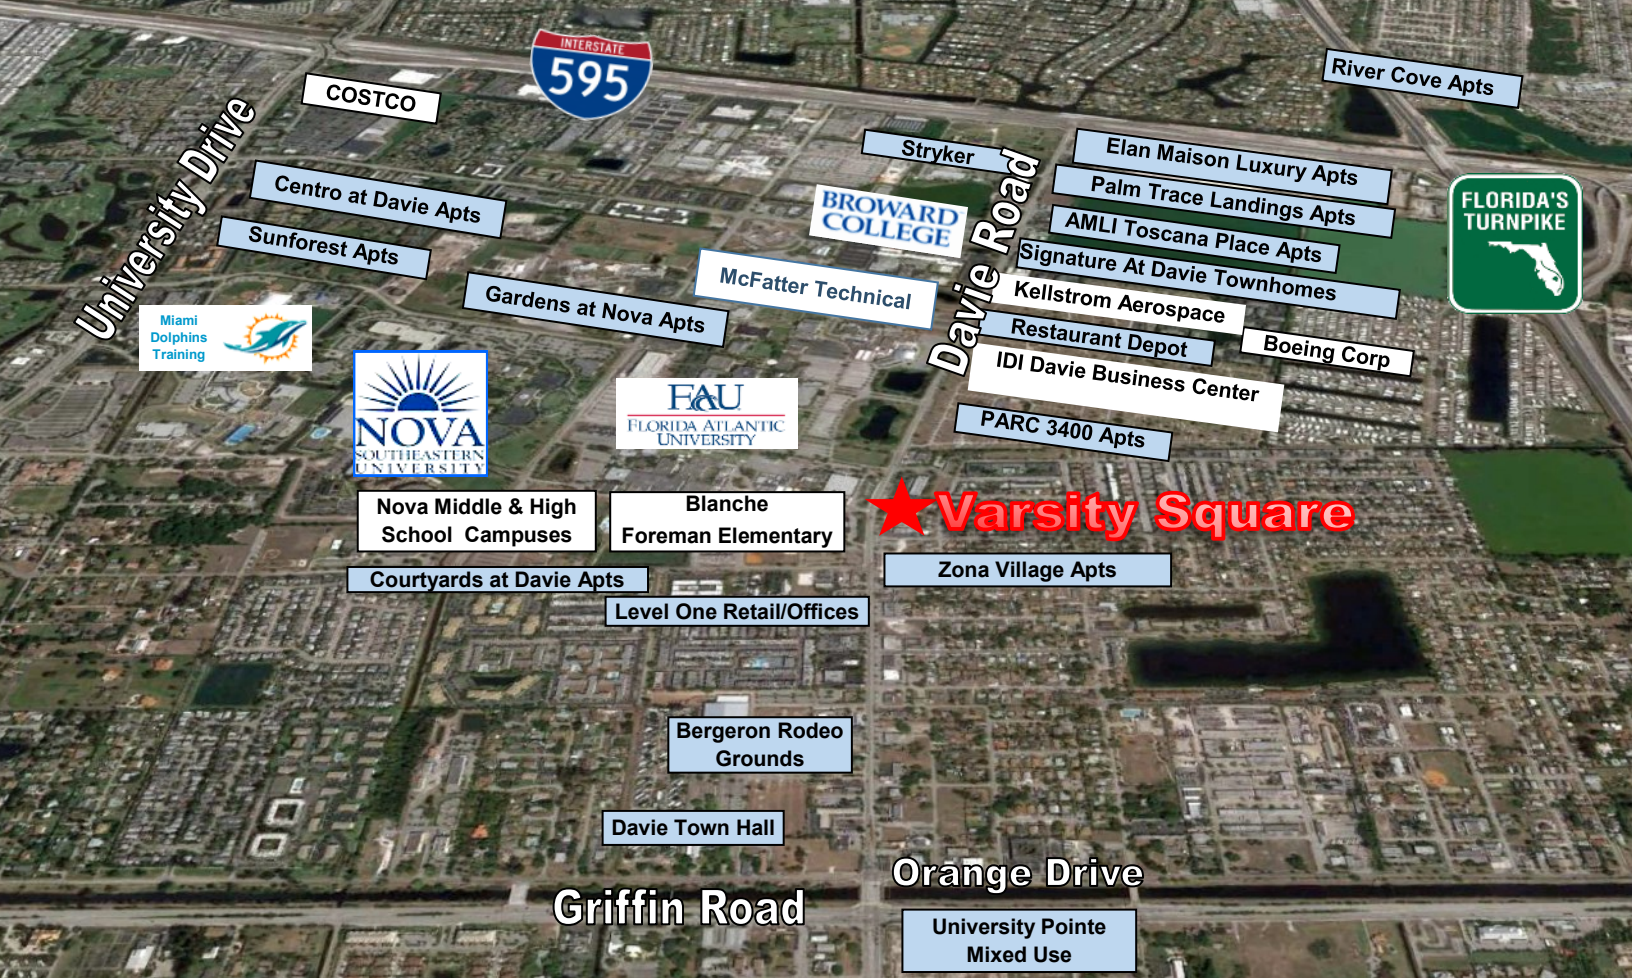 INTERSTATE
595
River Cove Apts
COSTCO
University Drive
Stryker
Elan Maison Luxury Apts
Centro at Davie Apts
Palm Trace Landings Apts
FLORIDA'S
TURNPIKE
BROWARD
COLLEGE
Davie Road
AMLI Toscana Place Apts
Sunforest Apts
Signature At Davie Townhomes
McFatter Technical
Gardens at Nova Apts
Kellstrom Aerospace
Miami
Dolphins
Training
Restaurant Depot
Boeing Corp
IDI Davie Business Center
NOVA
SOUTHEASTERN
UNIVERSITY
FAU
FLORIDA ATLANTIC
UNIVERSITY
PARC 3400 Apts
Nova Middle & High
School Campuses
Blanche
Foreman Elementary
Varsity Square
Courtyards at Davie Apts
Zona Village Apts
Level One Retail/Offices
Bergeron Rodeo
Grounds
Davie Town Hall
Orange Drive
Griffin Road
University Pointe
Mixed Use